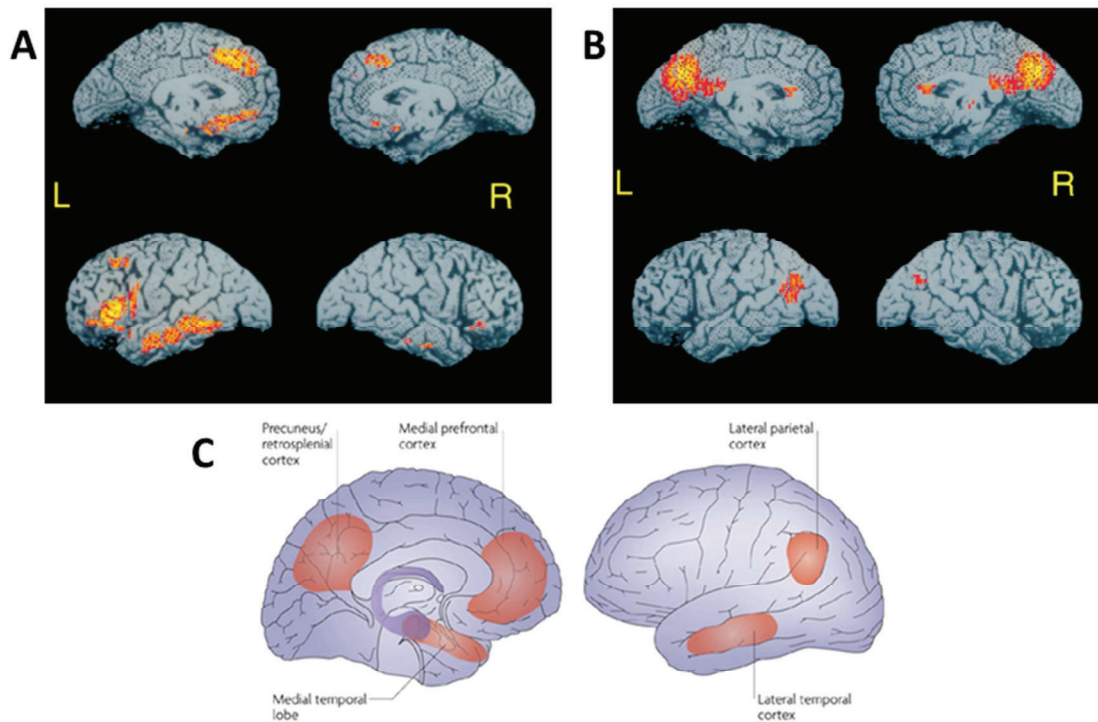 A
B
L
R
L
R
C
Precuneus/
retrosplenial
cortex
Medial prefrontal
cortex
Lateral parietal
cortex
Medial temporal
lobe
Lateral temporal
cortex